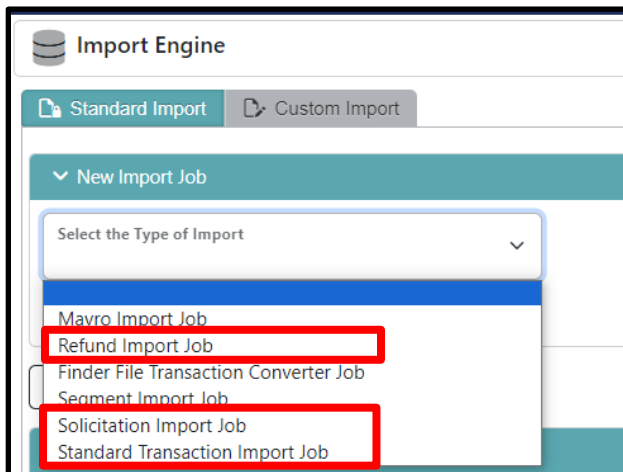 Import Engine
Standard Import
Custom Import
New Import Job
Select the Type of Import
Mavro Import Job
Refund Import Job
Finder File Transaction Converter Job
Segment Import Job
Solicitation Import Job
Standard Transaction Import Job